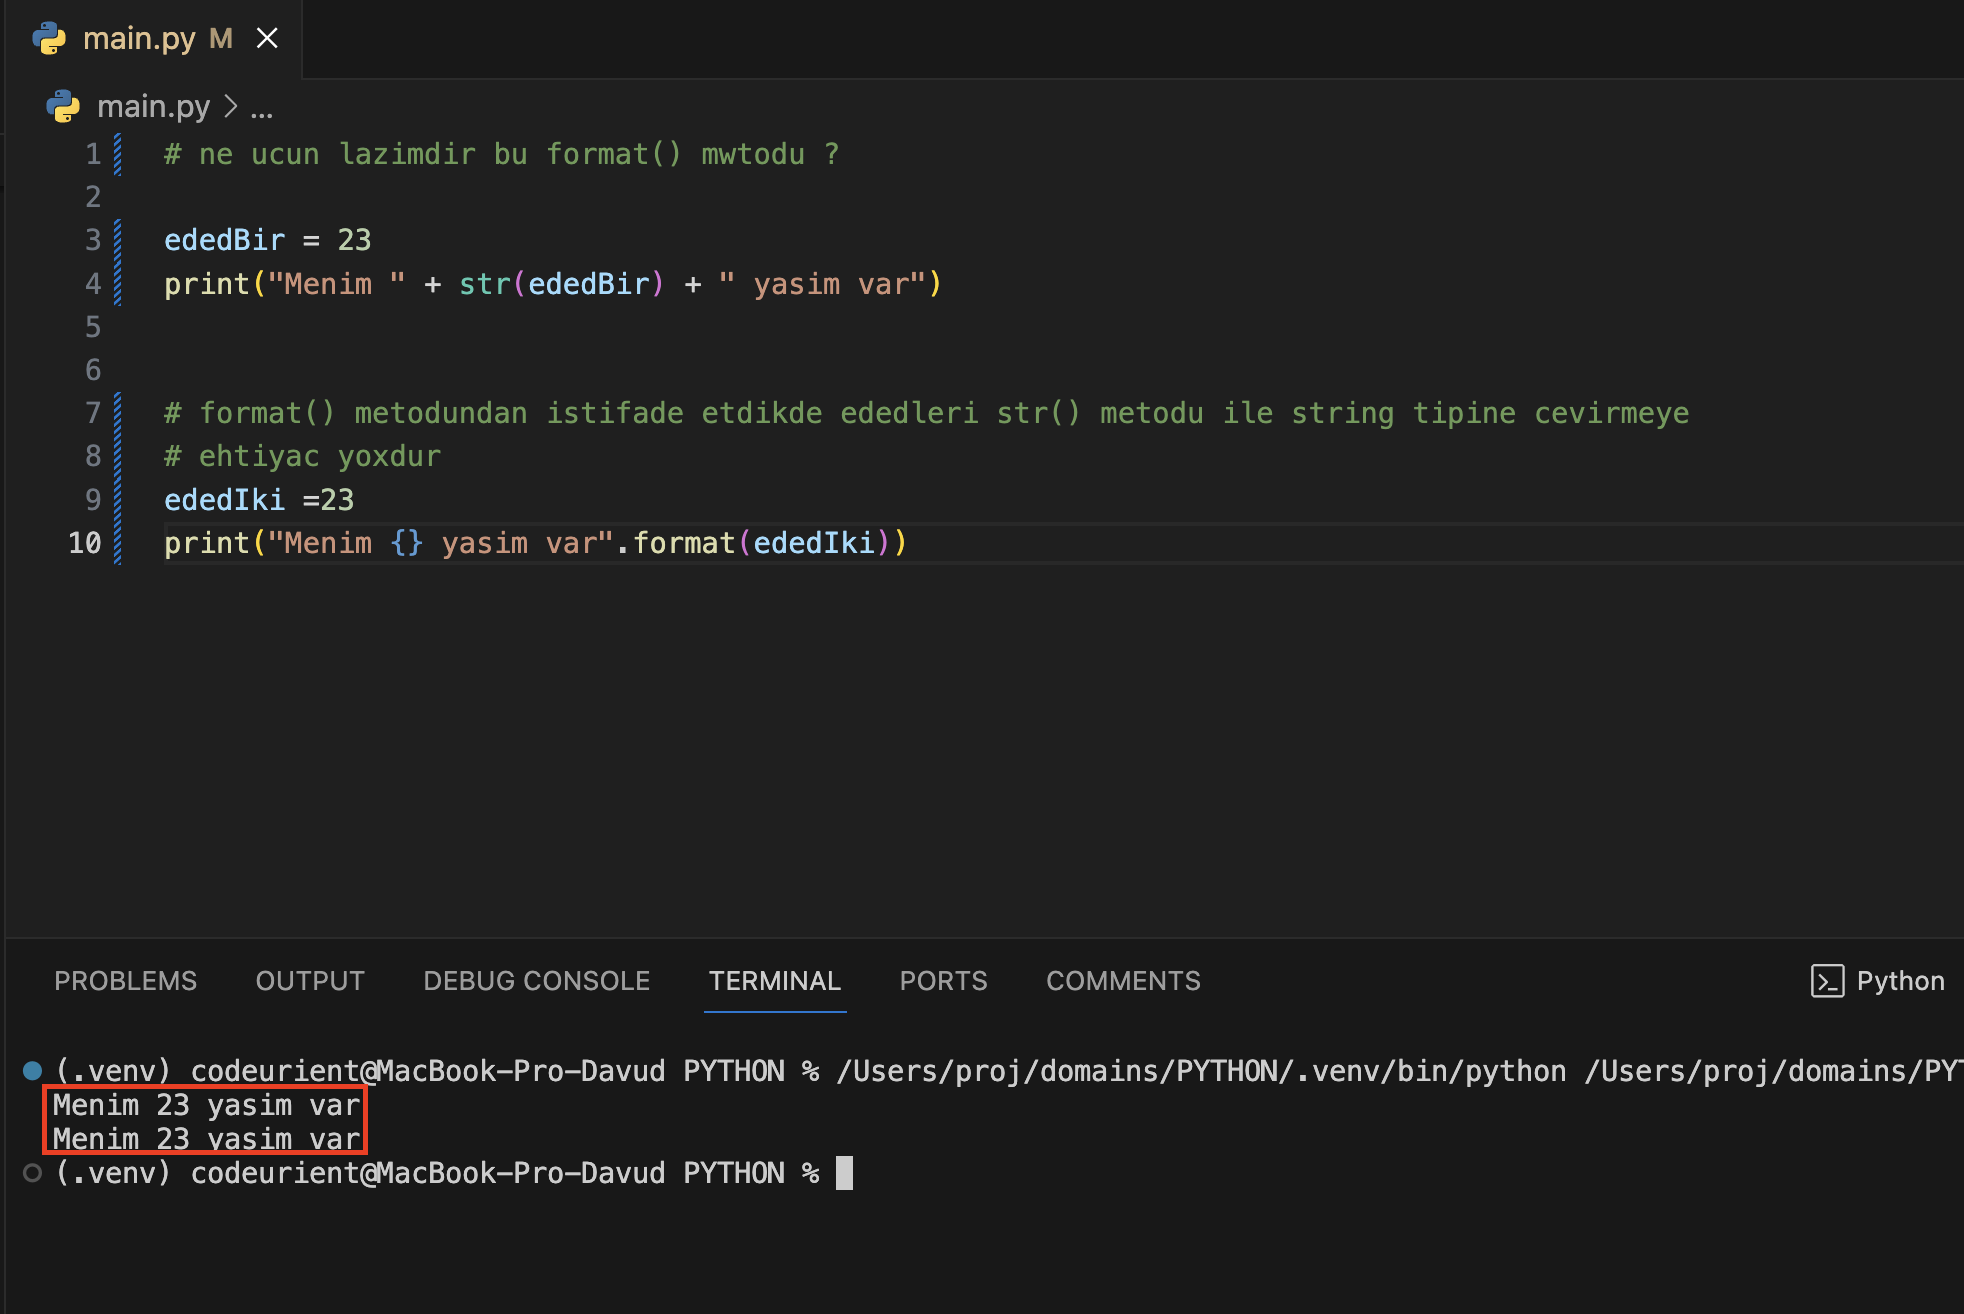 main.py M
main.py > ...
1 # ne ucun lazimdir bu format() mwtodu ?
2
3 ededBir = 23
4 print("Menim " + str(ededBir) + " yasim var")
5
6
7 # format() metodundan istifade etdikde ededleri str() metodu ile string tipine cevirmeye
8 # ehtiyac yoxdur
9 ededIki =23
10 print("Menim {} yasim var".format(ededIki))
PROBLEMS OUTPUT DEBUG CONSOLE TERMINAL PORTS COMMENTS Python
(.venv) codeurient@MacBook-Pro-Davud PYTHON % /Users/proj/domains/PYTHON/.venv/bin/python /Users/proj/domains/PYT
Menim 23 yasim var
Menim 23 yasim var
(.venv) codeurient@MacBook-Pro-Davud PYTHON %